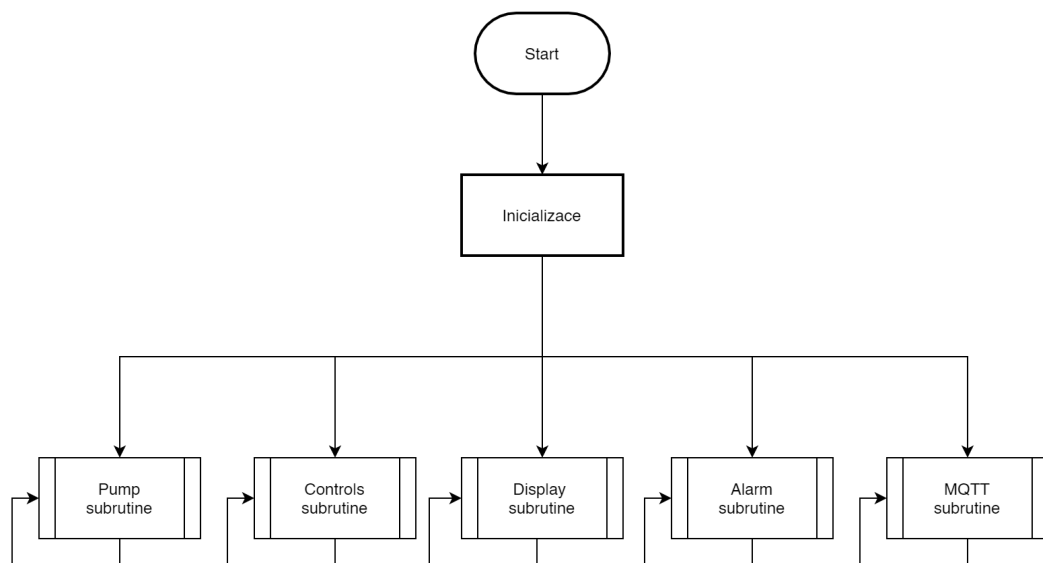 Start
Inicializace
Pump
subrutine
Controls
subrutine
Display
subrutine
Alarm
subrutine
MQTT
subrutine